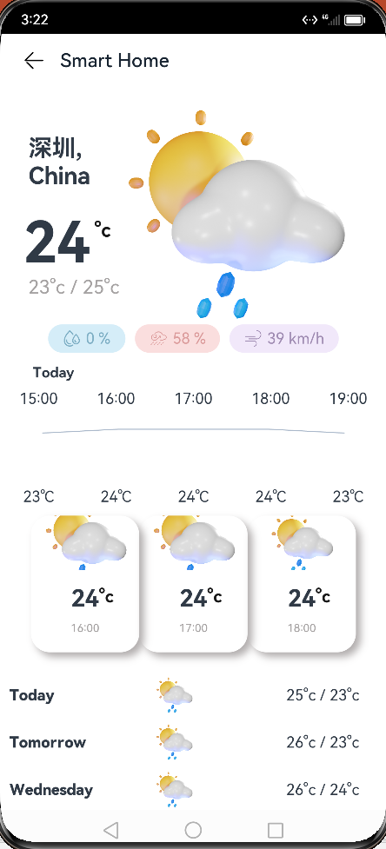 3:22
Smart Home
深圳,
China
24°c
23°c / 25°c
0 %
58 %
39 km/h
Today
15:00 16:00 17:00 18:00 19:00
23°C 24°C 24°C 24°C 23°C
24°c 24°c 24°c
16:00 17:00 18:00
Today 25°c / 23°c
Tomorrow 26°c / 23°c
Wednesday 26°c / 24°c